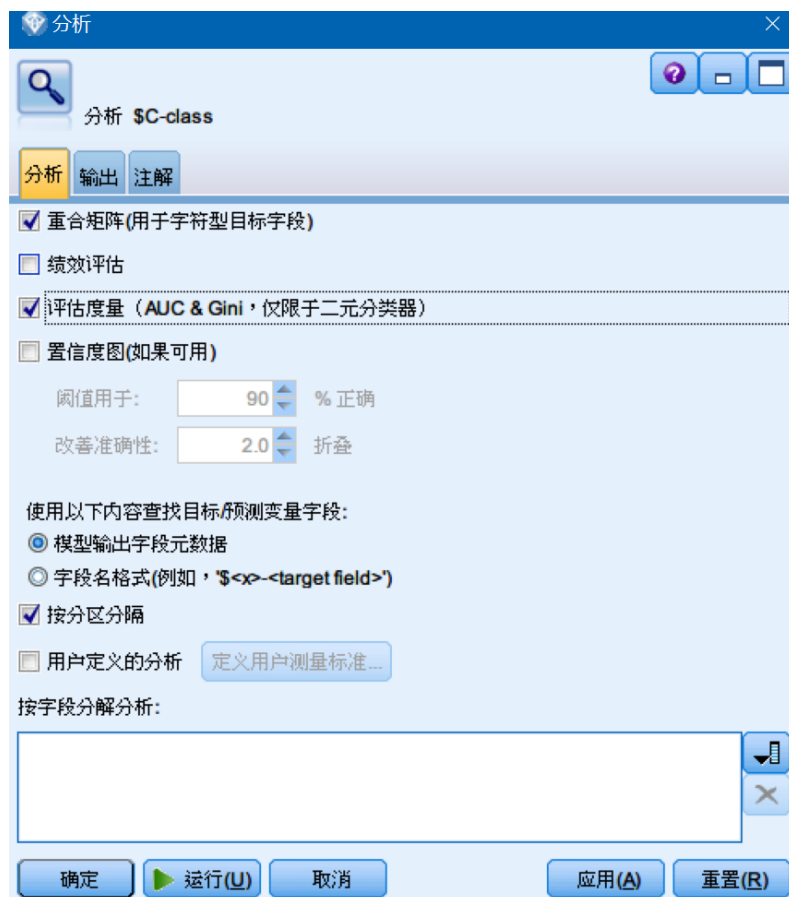 分析
分析 $C-class
分析 输出 注解
重合矩阵(用于字符型目标字段)
绩效评估
评估度量（AUC & Gini，仅限于二元分类器）
置信度图(如果可用)
阈值用于: 90 % 正确
改善准确性: 2.0 折叠
使用以下内容查找目标/预测变量字段:
模型输出字段元数据
字段名格式(例如，'$<x>-<target field>')
按分区分隔
用户定义的分析 定义用户测量标准...
按字段分解分析:
确定 运行(U) 取消 应用(A) 重置(R)